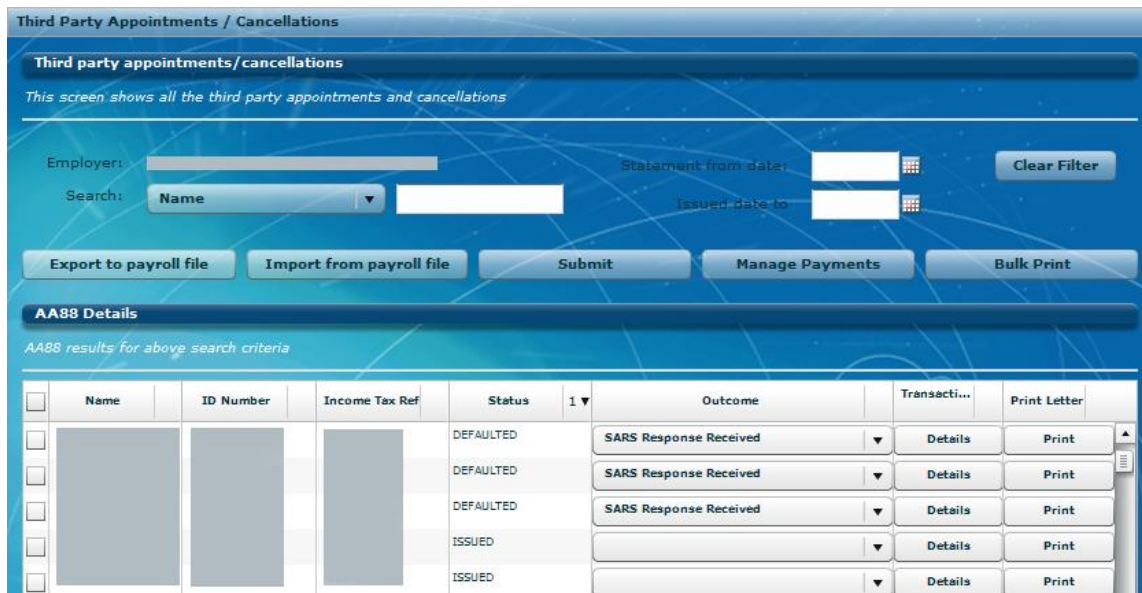 Third Party Appointments / Cancellations
Third party appointments/cancellations
This screen shows all the third party appointments and cancellations
Employer:
Statement from date:
Clear Filter
Search: Name
Issued date to
Export to payroll file Import from payroll file Submit Manage Payments Bulk Print
AA88 Details
AA88 results for above search criteria
Name ID Number Income Tax Ref Status 1 Outcome Transacti... Print Letter
DEFAULTED SARS Response Received Details Print
DEFAULTED SARS Response Received Details Print
DEFAULTED SARS Response Received Details Print
ISSUED Details Print
ISSUED Details Print